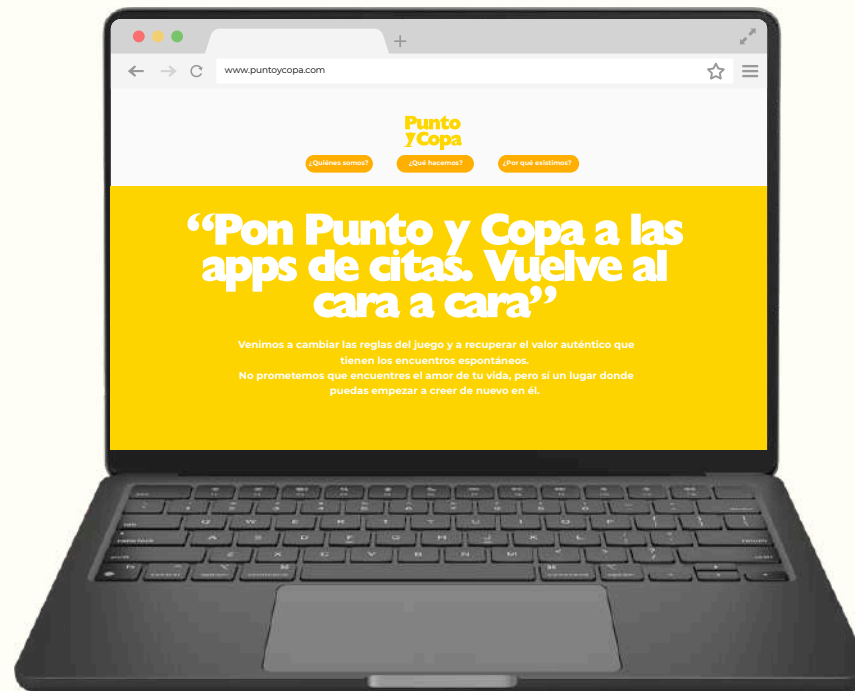 www.puntoycopa.com
Punto
y Copa
¿Quiénes somos?
¿Qué hacemos?
¿Por qué existimos?
“Pon Punto y Copa a las
apps de citas. Vuelve al
cara a cara”
Venimos a cambiar las reglas del juego y a recuperar el valor auténtico que
tienen los encuentros espontáneos.
No prometemos que encuentres el amor de tu vida, pero sí un lugar donde
puedas empezar a creer de nuevo en él.